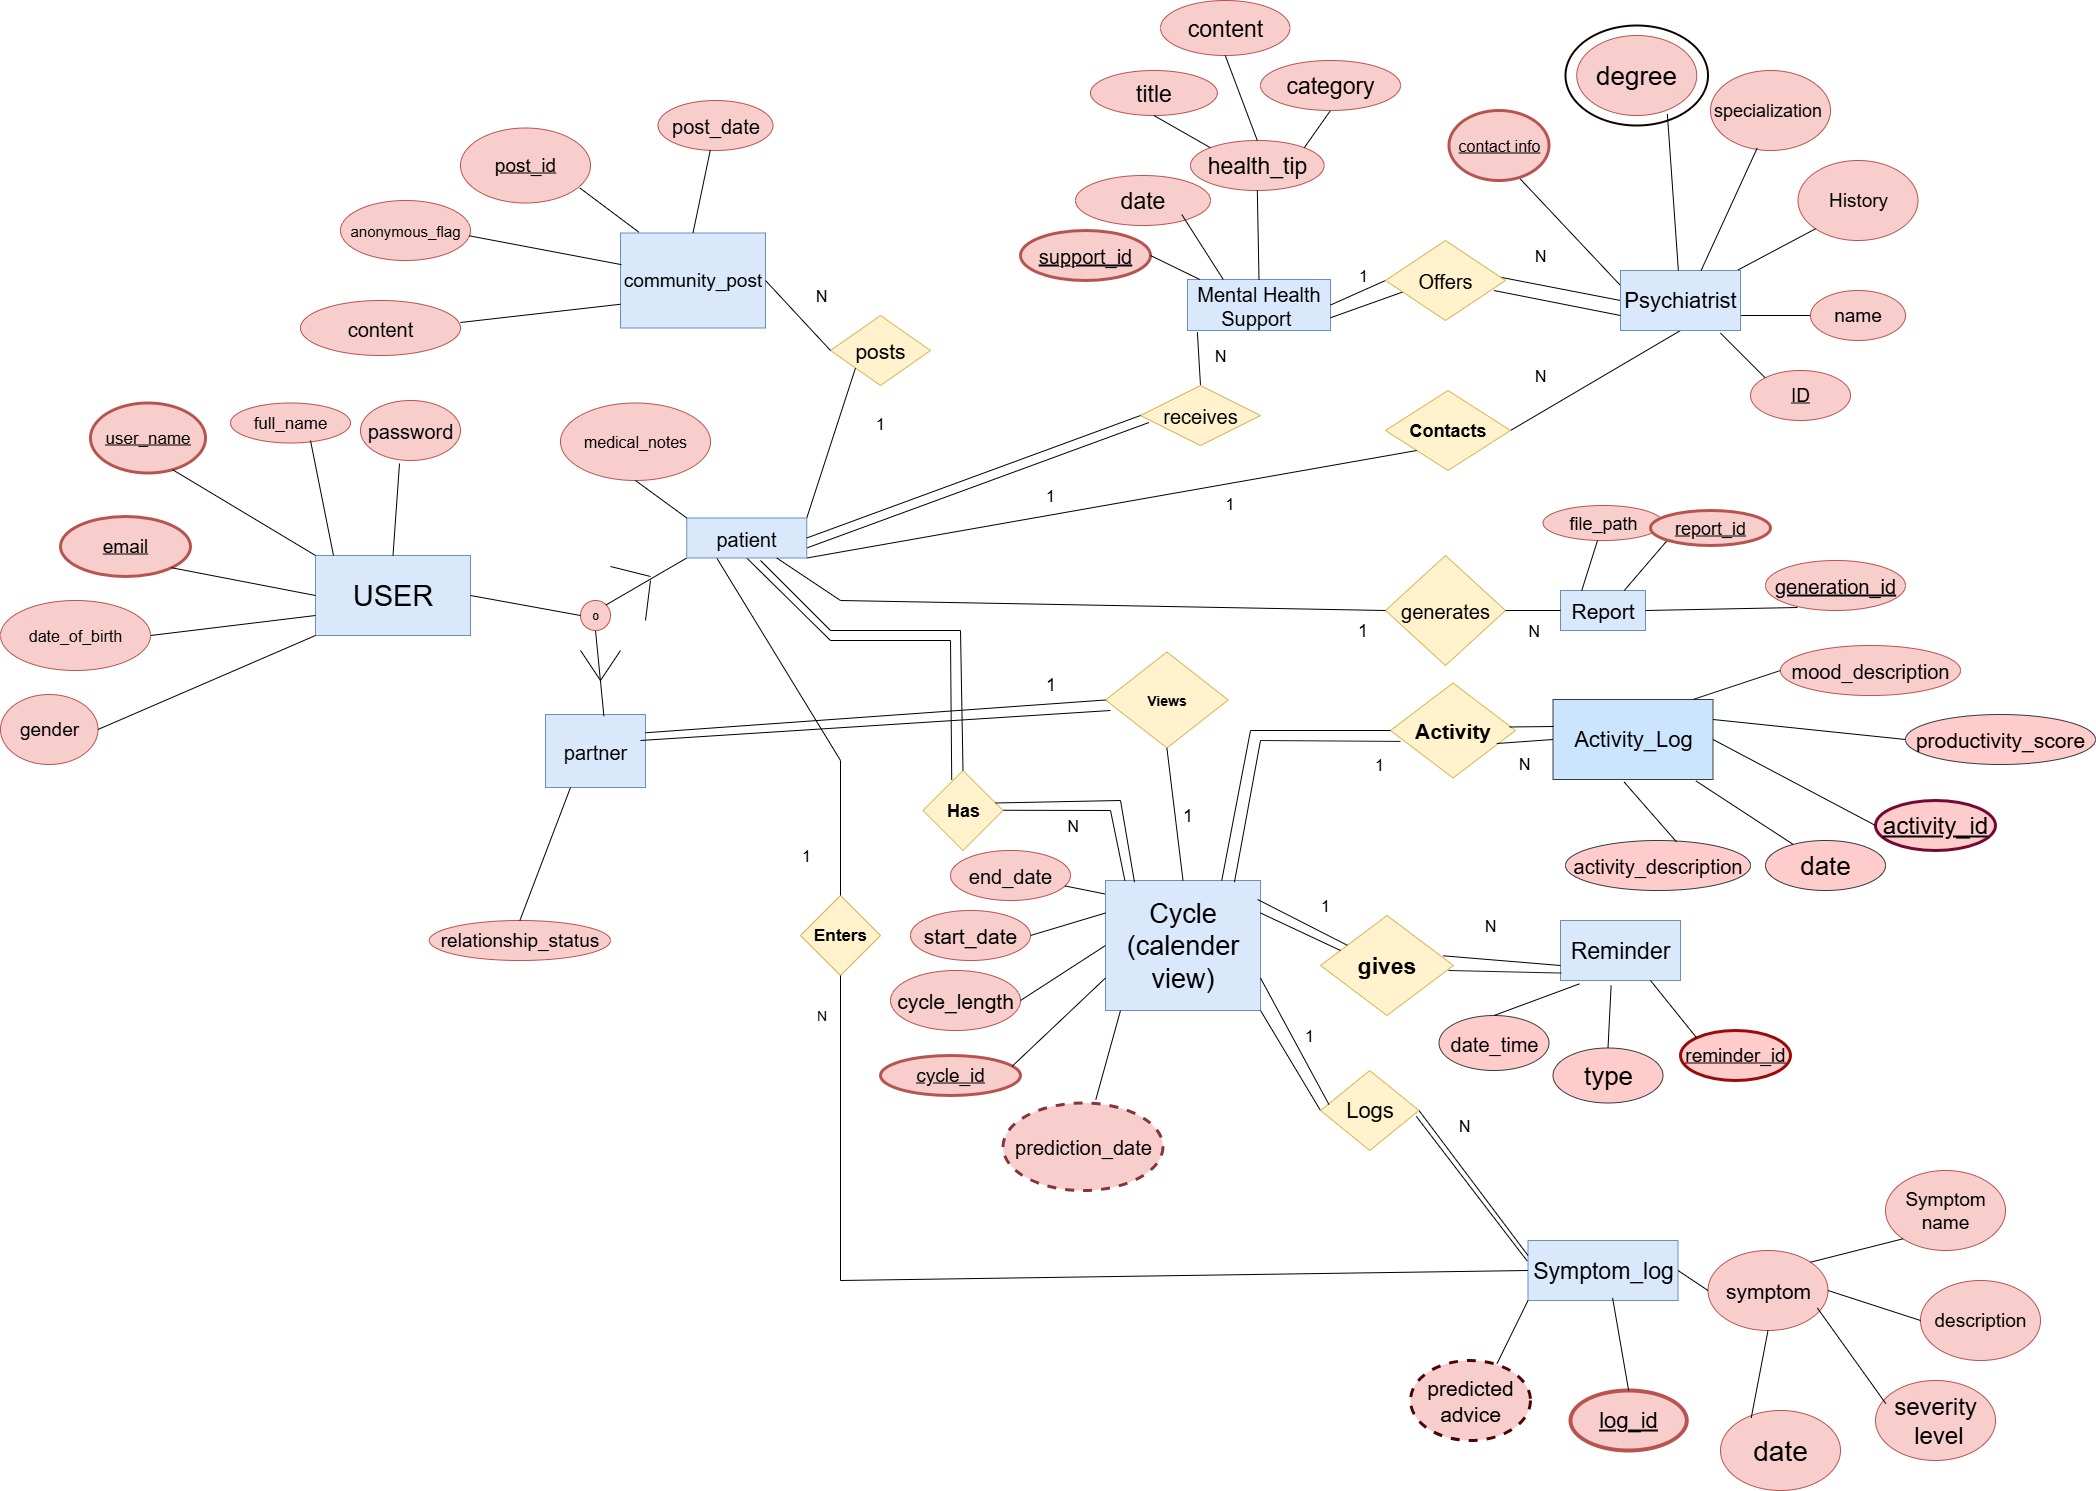 content
title
category
degree
specialization
contact info
post_date
post_id
health_tip
History
date
anonymous_flag
support_id
community_post
content
N
Mental Health
Support
1
Offers
N
Psychiatrist
name
posts
N
receives
N
ID
1
user_name
full_name
password
medical_notes
Contacts
1
1
file_path
report_id
email
patient
generation_id
USER
o
generates
Report
1
N
date_of_birth
mood_description
gender
partner
1
Views
Activity
1
N
Activity_Log
productivity_score
Has
N
1
activity_id
activity_description
date
1
end_date
Enters
relationship_status
start_date
Cycle
(calender
view)
1
gives
N
Reminder
cycle_length
N
cycle_id
1
date_time
type
reminder_id
prediction_date
Logs
N
Symptom
name
Symptom_log
symptom
description
predicted
advice
log_id
severity
level
date